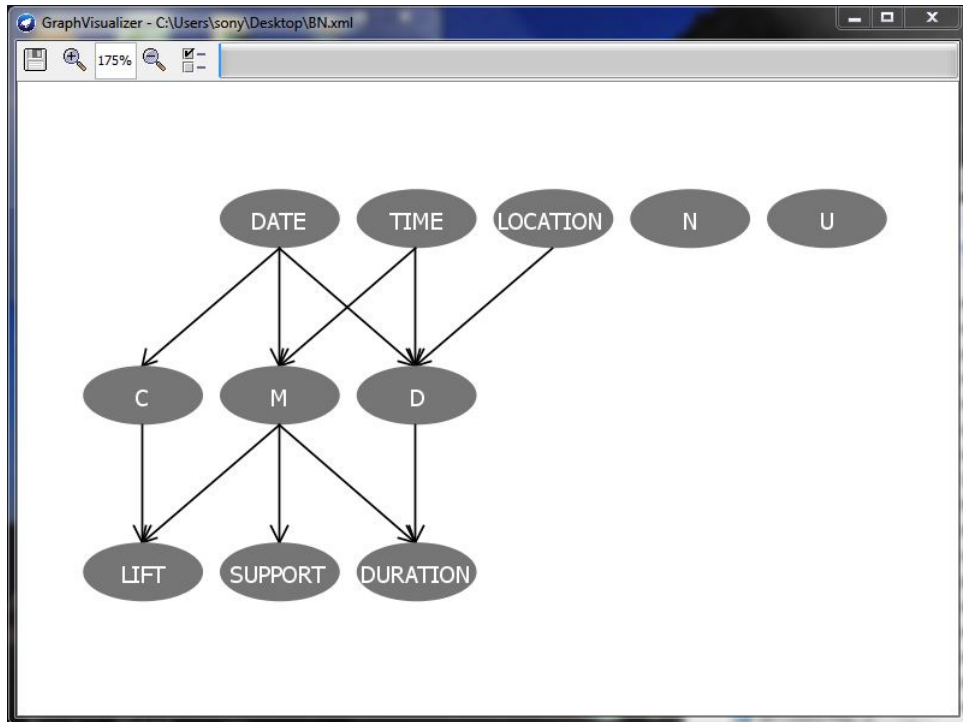 GraphVisualizer - C:\Users\sony\Desktop\BN.xml
175%
DATE TIME LOCATION N U
C M D
LIFT SUPPORT DURATION